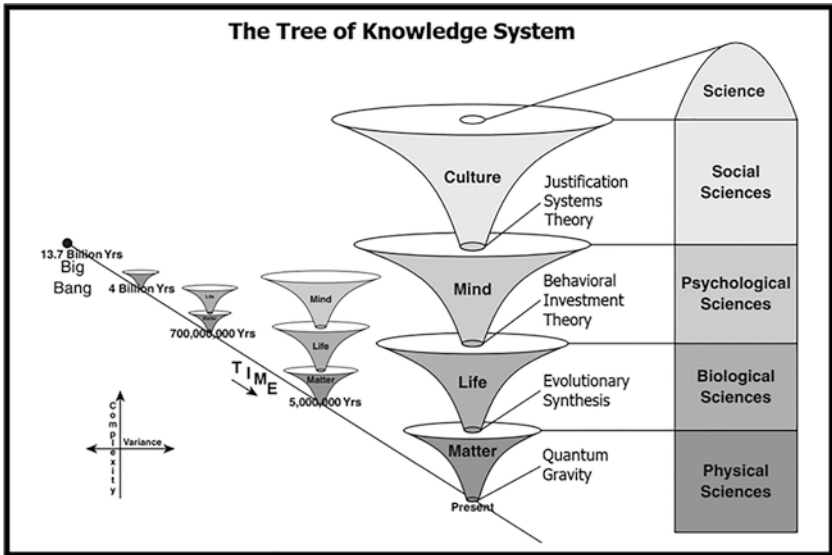 The Tree of Knowledge System
Science
Culture
Social
Sciences
Justification
Systems
Theory
13.7 Billion Yrs
Big
Bang
4 Billion Yrs
Life
Matter
700,000,000 Yrs
Mind
Life
Matter
5,000,000 Yrs
TIME
Mind
Behavioral
Investment
Theory
Psychological
Sciences
Life
Evolutionary
Synthesis
Biological
Sciences
Matter
Quantum
Gravity
Physical
Sciences
Present
Complexity
Variance